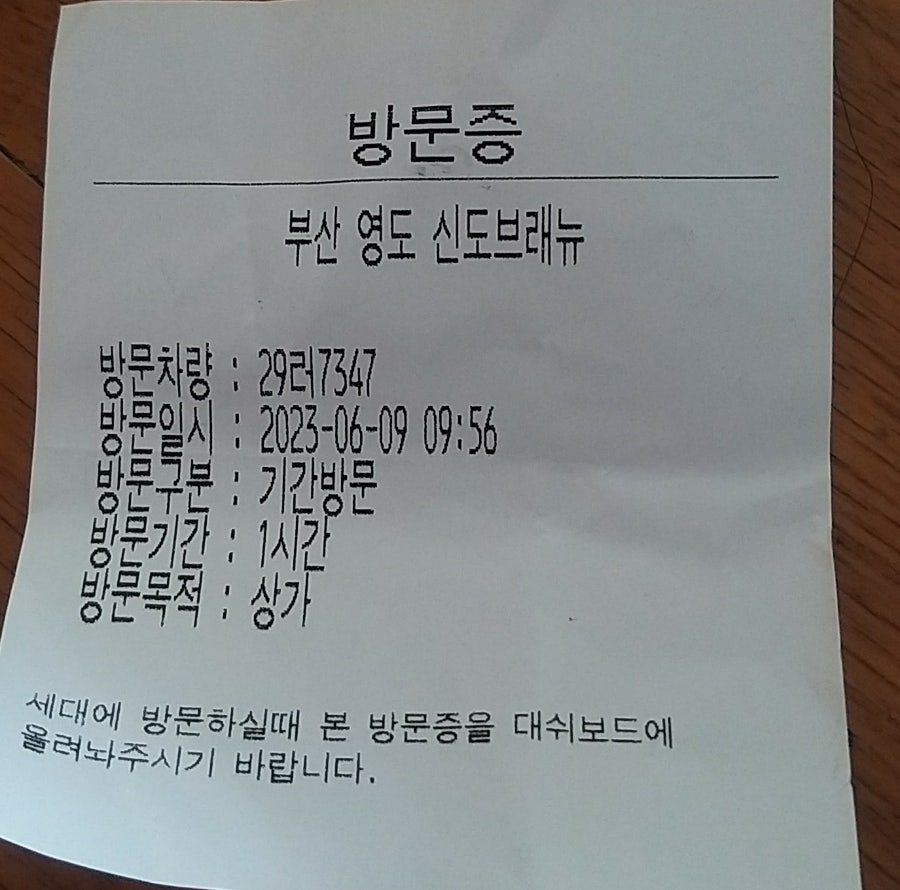 방문증
부산 영도 신도브래뉴
방문차량 : 29러7347
방문일시 : 2023-06-09 09:56
방문구분 : 기간방문
방문기간 : 1시간
방문목적 : 상가
세대에 방문하실때 본 방문증을 대쉬보드에
올려놔주시기 바랍니다.